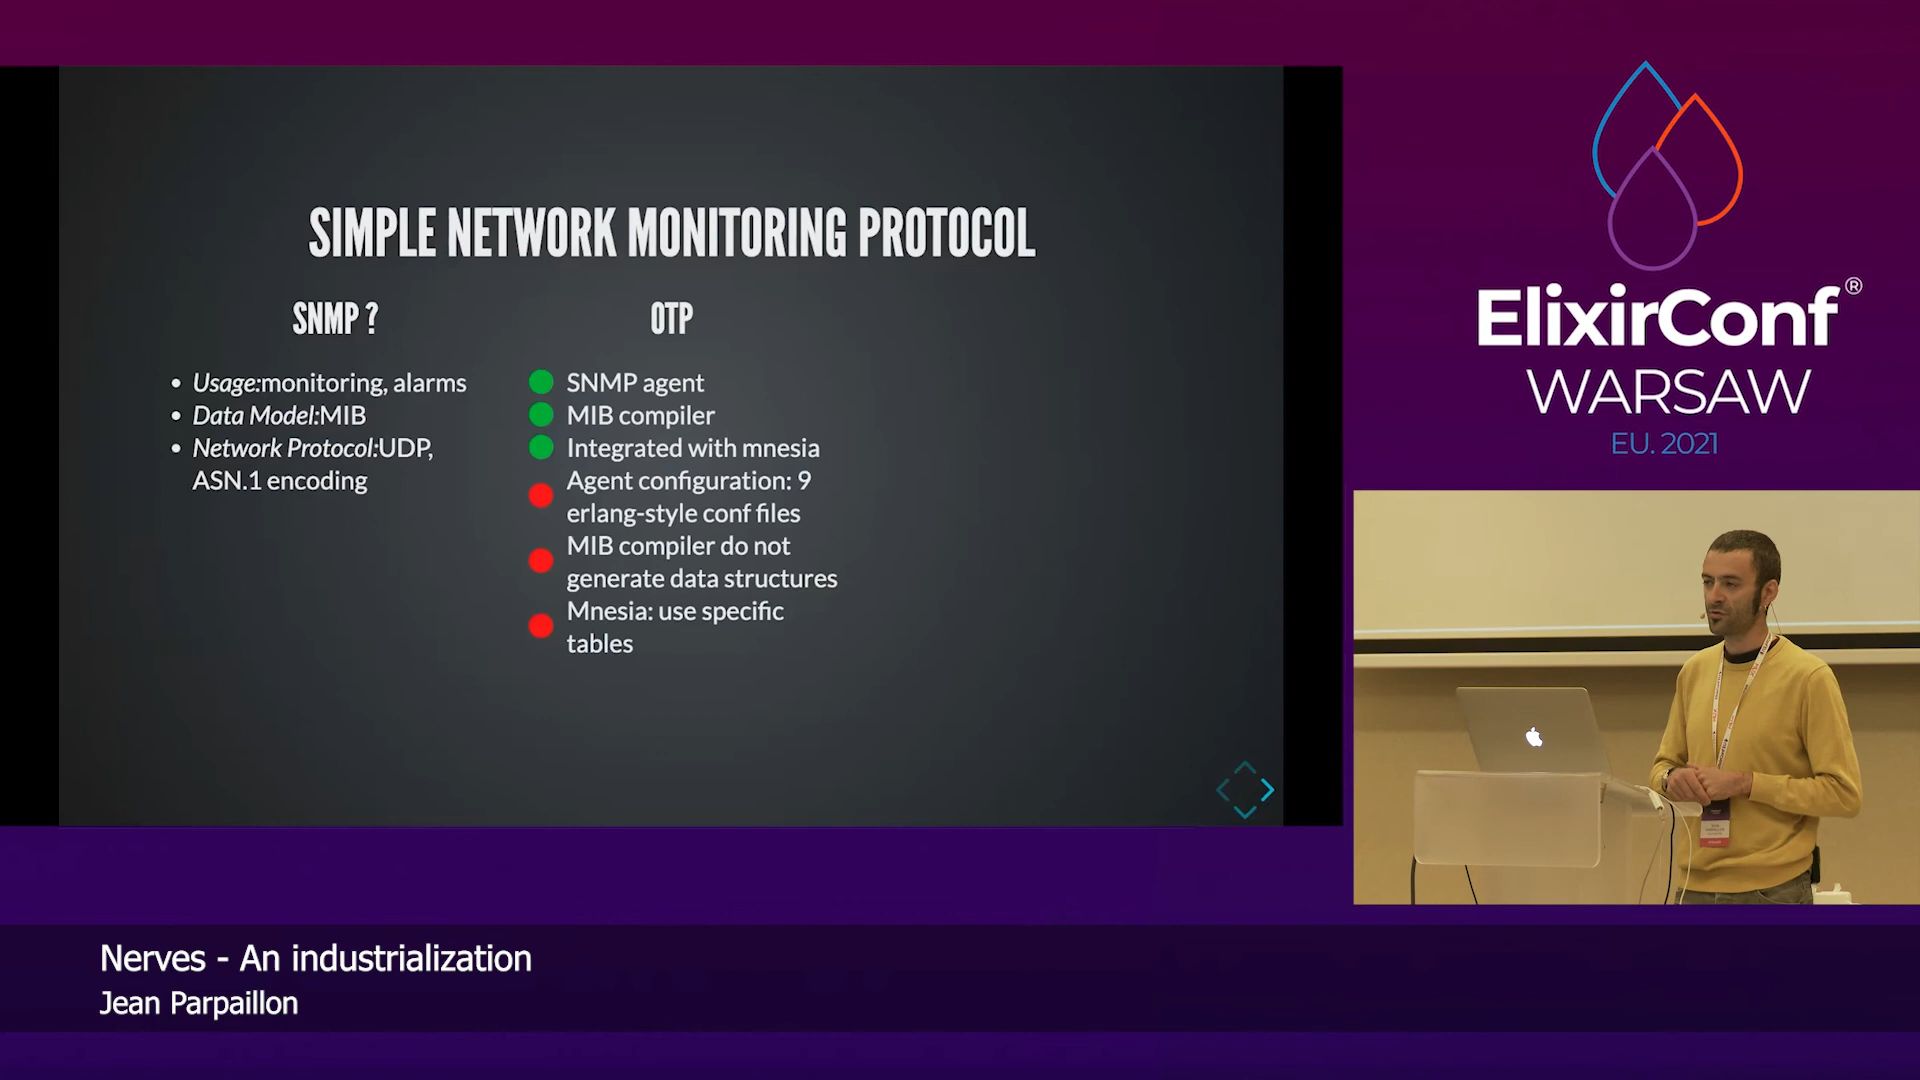 SIMPLE NETWORK MONITORING PROTOCOL
SNMP ?
Usage:monitoring, alarms
Data Model:MIB
Network Protocol:UDP,
ASN.1 encoding
OTP
SNMP agent
MIB compiler
Integrated with mnesia
Agent configuration: 9
erlang-style conf files
MIB compiler do not
generate data structures
Mnesia: use specific
tables
ElixirConf®
WARSAW
EU. 2021
Nerves - An industrialization
Jean Parpaillon